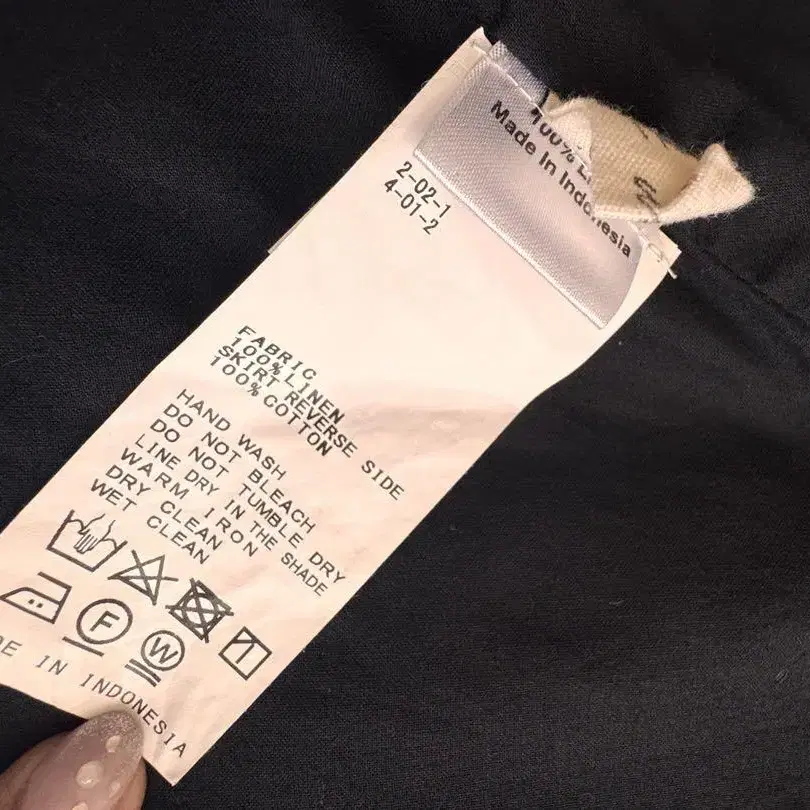 100%
Made In Indonesia
2-02-1
4-01-2
FABRIC
100%LINEN
SKIRT REVERSE SIDE
100%COTTON
HAND WASH
DO NOT BLEACH
DO NOT TUMBLE DRY
LINE DRY IN THE SHADE
WARM IRON
DRY CLEAN
WET CLEAN
F
W
E IN INDONESIA